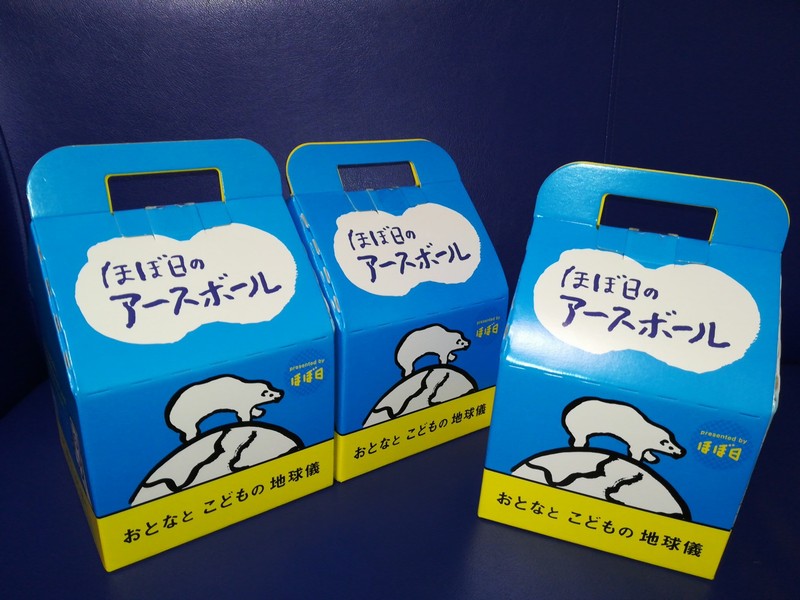 ほぼ日の
アースボール
presented by
ほぼ日
おとなと こどもの 地球儀
ほぼ日の
アースボール
presented by
ほぼ日
おとなと こどもの 地球儀
ほぼ日の
アースボール
presented by
ほぼ日
おとなと こどもの 地球儀